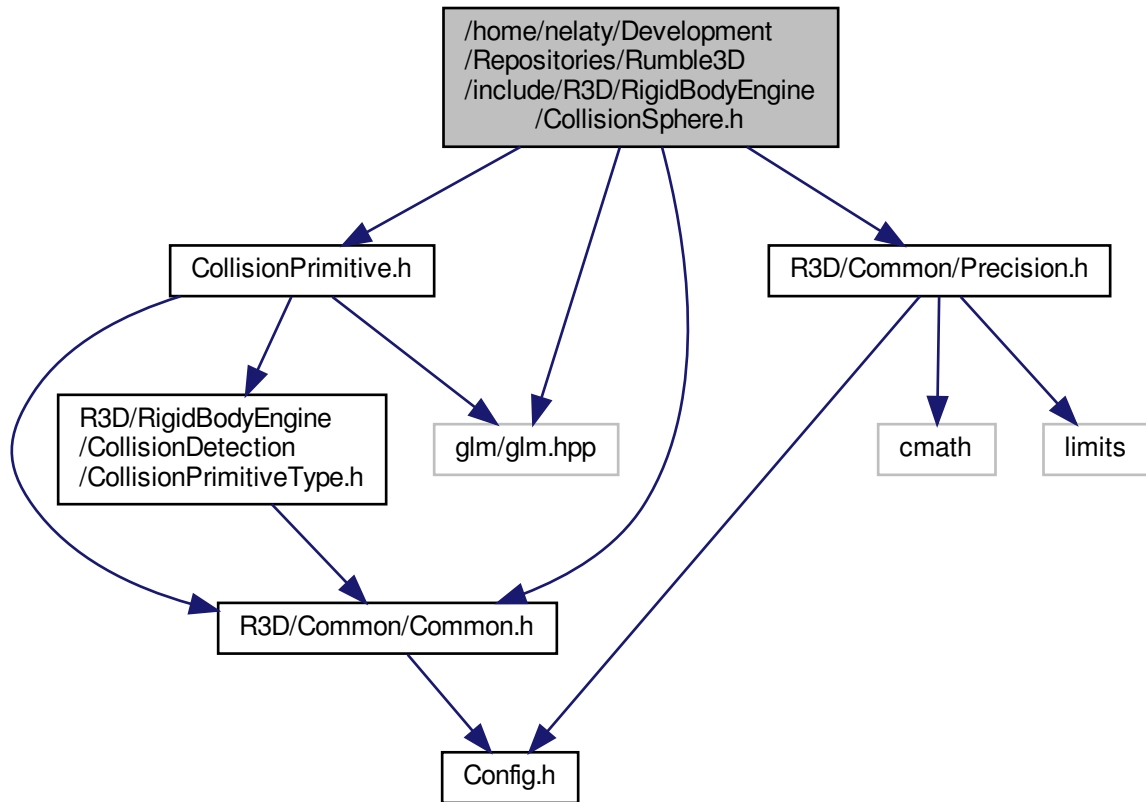 /home/nelaty/Development
/Repositories/Rumble3D
/include/R3D/RigidBodyEngine
/CollisionSphere.h
CollisionPrimitive.h
R3D/Common/Precision.h
R3D/RigidBodyEngine
/CollisionDetection
/CollisionPrimitiveType.h
glm/glm.hpp
cmath
limits
R3D/Common/Common.h
Config.h